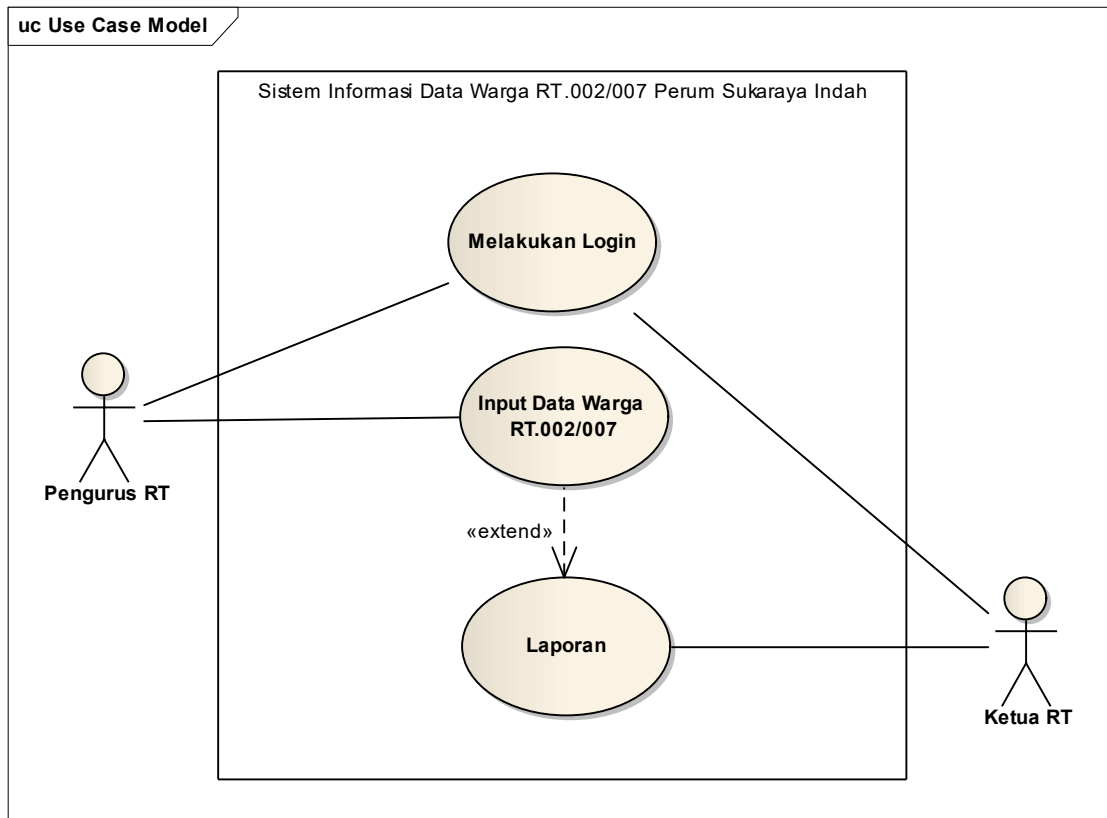 uc Use Case Model
Sistem Informasi Data Warga RT.002/007 Perum Sukaraya Indah
Melakukan Login
Input Data Warga
RT.002/007
Pengurus RT
«extend»
Laporan
Ketua RT